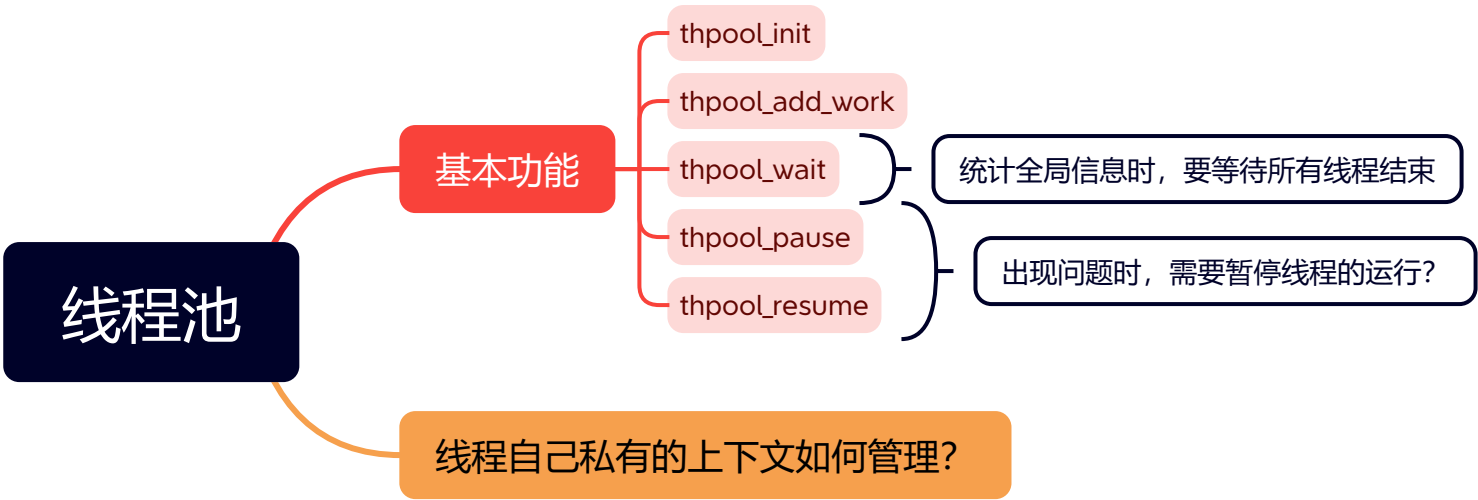 线程池
基本功能
thpool_init
thpool_add_work
thpool_wait
统计全局信息时，要等待所有线程结束
thpool_pause
thpool_resume
出现问题时，需要暂停线程的运行？
线程自己私有的上下文如何管理？